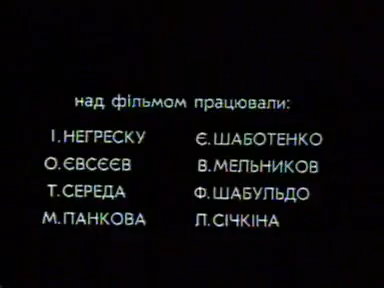 над фільмом працювали:
І.НЕГРЕСКУ Є.ШАБОТЕНКО
О.ЄВСЄЄВ В.МЕЛЬНИКОВ
Т.СЕРЕДА Ф.ШАБУЛЬДО
М.ПАНКОВА Л.СІЧКІНА